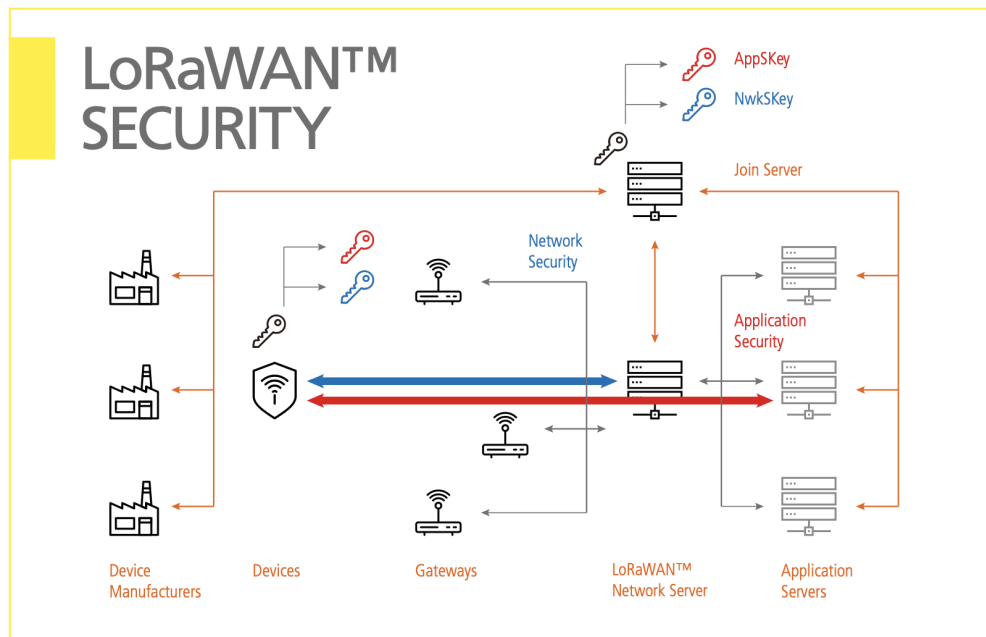 LoRaWAN™
SECURITY
AppSKey
NwkSKey
Join Server
Network
Security
Application
Security
Device
Manufacturers
Devices
Gateways
LoRaWAN™
Network Server
Application
Servers